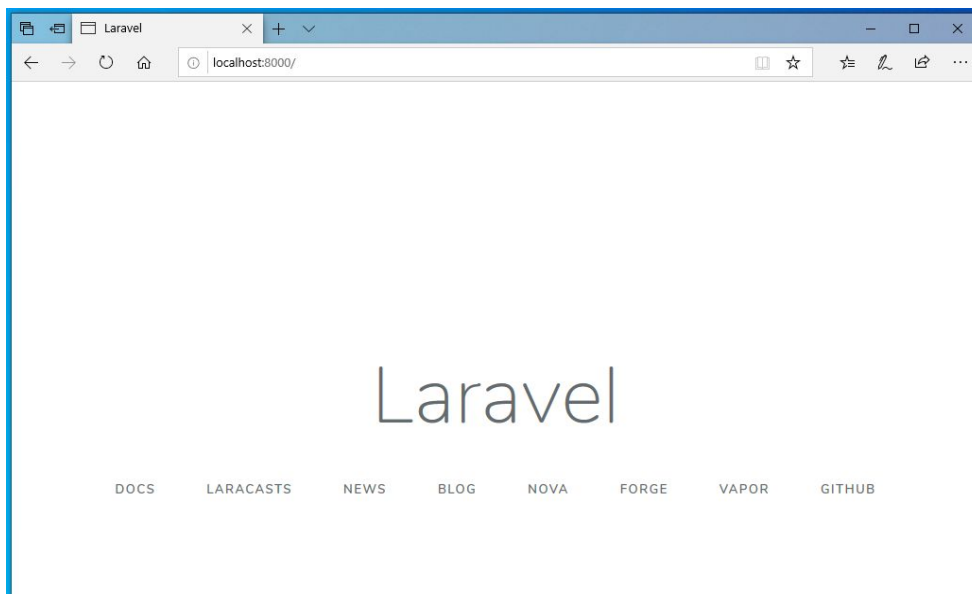 Laravel
localhost:8000/
Laravel
DOCS LARACASTS NEWS BLOG NOVA FORGE VAPOR GITHUB